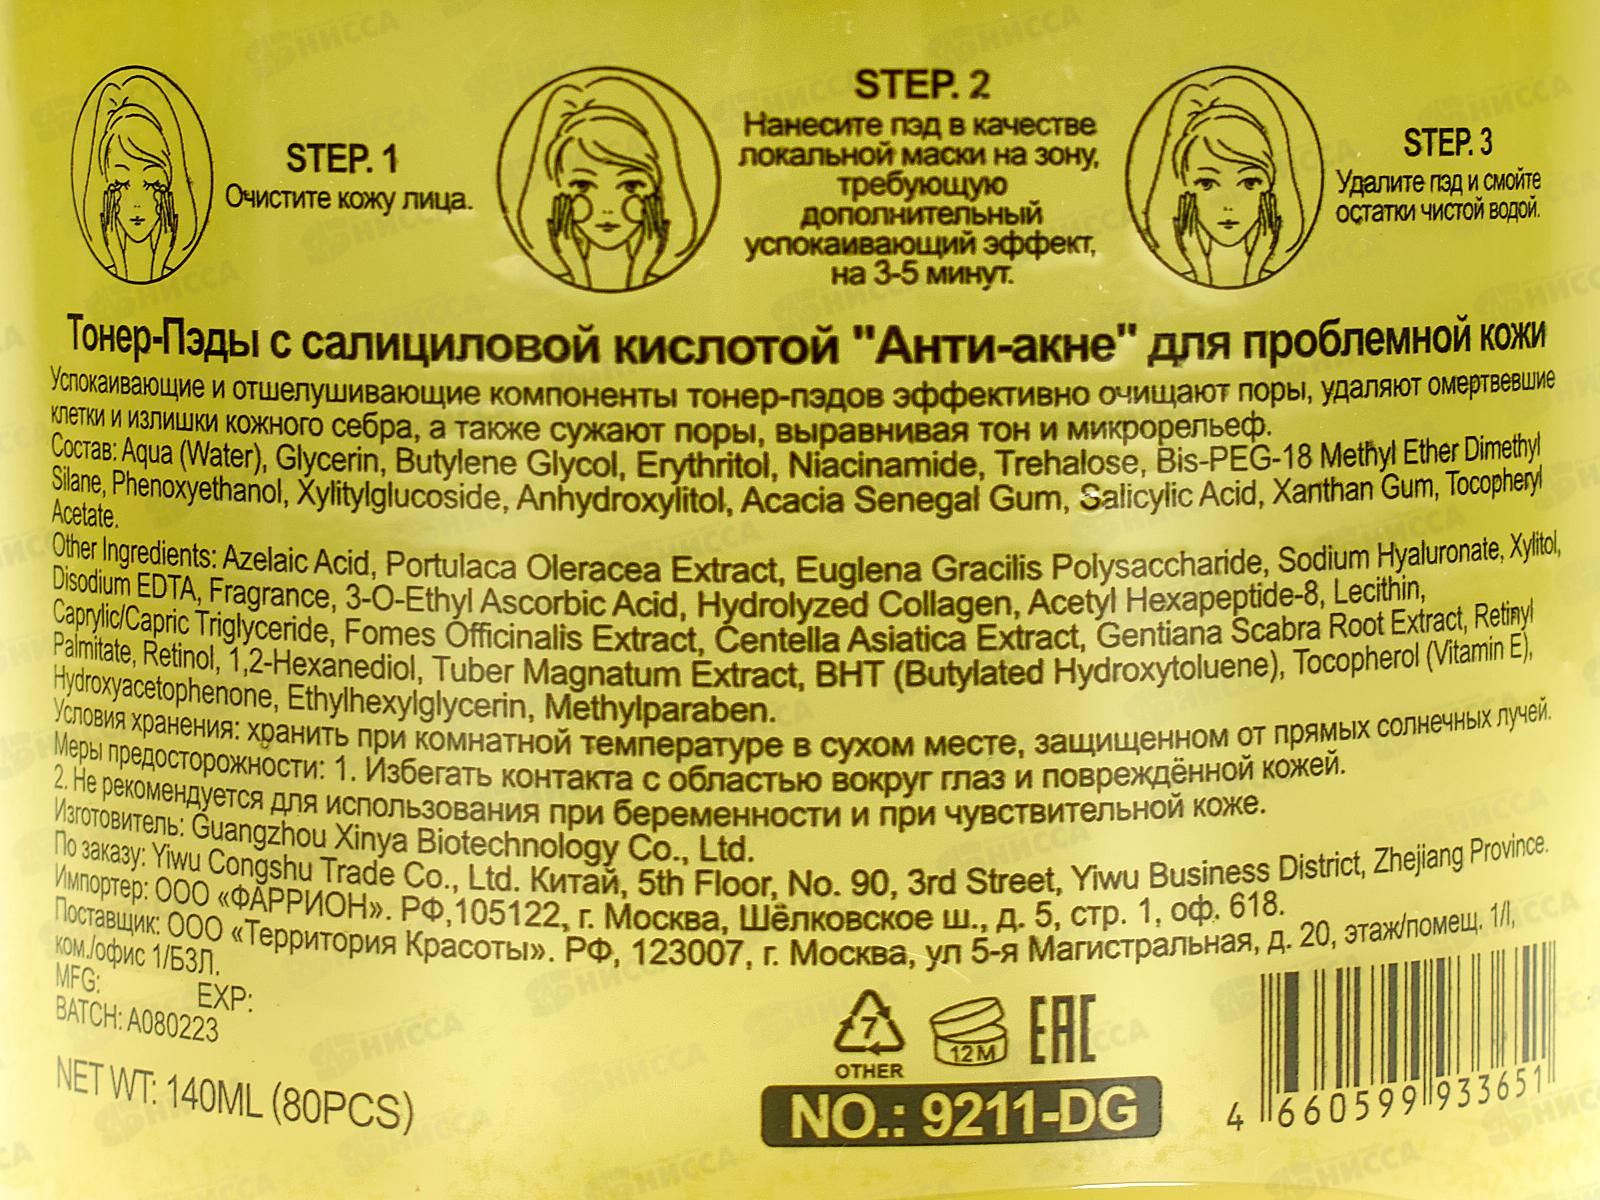 STEP. 1
Очистите кожу лица.
STEP. 2
Нанесите пэд в качестве
локальной маски на зону,
требующую
дополнительный
успокаивающий эффект,
на 3-5 минут.
STEP. 3
Удалите пэд и смойте
остатки чистой водой.
Тонер-Пэды с салициловой кислотой "Анти-акне" для проблемной кожи
Успокаивающие и отшелушивающие компоненты тонер-пэдов эффективно очищают поры, удаляют омертвевшие
клетки и излишки кожного себра, а также сужают поры, выравнивая тон и микрорельеф.
Состав: Aqua (Water), Glycerin, Butylene Glycol, Erythritol, Niacinamide, Trehalose, Bis-PEG-18 Methyl Ether Dimethyl
Silane, Phenoxyethanol, Xylitylglucoside, Anhydroxylitol, Acacia Senegal Gum, Salicylic Acid, Xanthan Gum, Tocopheryl
Acetate.
Other Ingredients: Azelaic Acid, Portulaca Oleracea Extract, Euglena Gracilis Polysaccharide, Sodium Hyaluronate, Xylitol,
Disodium EDTA, Fragrance, 3-O-Ethyl Ascorbic Acid, Hydrolyzed Collagen, Acetyl Hexapeptide-8, Lecithin,
Caprylic/Capric Triglyceride, Fomes Officinalis Extract, Centella Asiatica Extract, Gentiana Scabra Root Extract, Retinyl
Palmitate, Retinol, 1,2-Hexanediol, Tuber Magnatum Extract, BHT (Butylated Hydroxytoluene), Tocopherol (Vitamin E),
Hydroxyacetophenone, Ethylhexylglycerin, Methylparaben.
Условия хранения: хранить при комнатной температуре в сухом месте, защищенном от прямых солнечных лучей.
Меры предосторожности: 1. Избегать контакта с областью вокруг глаз и повреждённой кожей.
2. Не рекомендуется для использования при беременности и при чувствительной коже.
Изготовитель: Guangzhou Xinya Biotechnology Co., Ltd.
По заказу: Yiwu Congshu Trade Co., Ltd. Китай, 5th Floor, No. 90, 3rd Street, Yiwu Business District, Zhejiang Province.
Импортер: ООО «ФАРРИОН». РФ,105122, г. Москва, Шёлковское ш., д. 5, стр. 1, оф. 618.
Поставщик: ООО «Территория Красоты». РФ, 123007, г. Москва, ул 5-я Магистральная, д. 20, этаж/помещ. 1/I,
ком./офис 1/Б3Л.
MFG: EXP:
BATCH: A080223
NET WT: 140ML (80PCS)
7
OTHER
12M
EAC
NO.: 9211-DG
4 660599 933651
НИССА